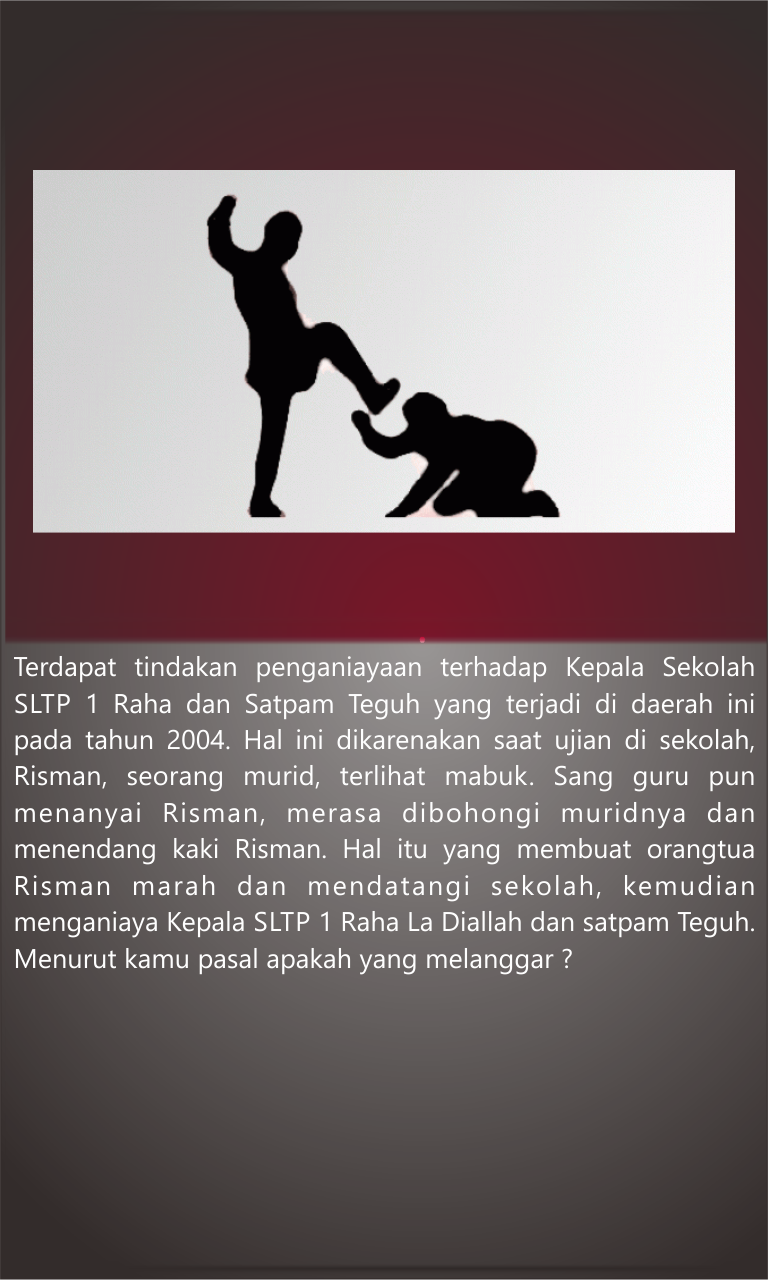 Terdapat tindakan penganiayaan terhadap Kepala Sekolah
SLTP 1 Raha dan Satpam Teguh yang terjadi di daerah ini
pada tahun 2004. Hal ini dikarenakan saat ujian di sekolah,
Risman, seorang murid, terlihat mabuk. Sang guru pun
menanyai Risman, merasa dibohongi muridnya dan
menendang kaki Risman. Hal itu yang membuat orangtua
Risman marah dan mendatangi sekolah, kemudian
menganiaya Kepala SLTP 1 Raha La Diallah dan satpam Teguh.
Menurut kamu pasal apakah yang melanggar ?